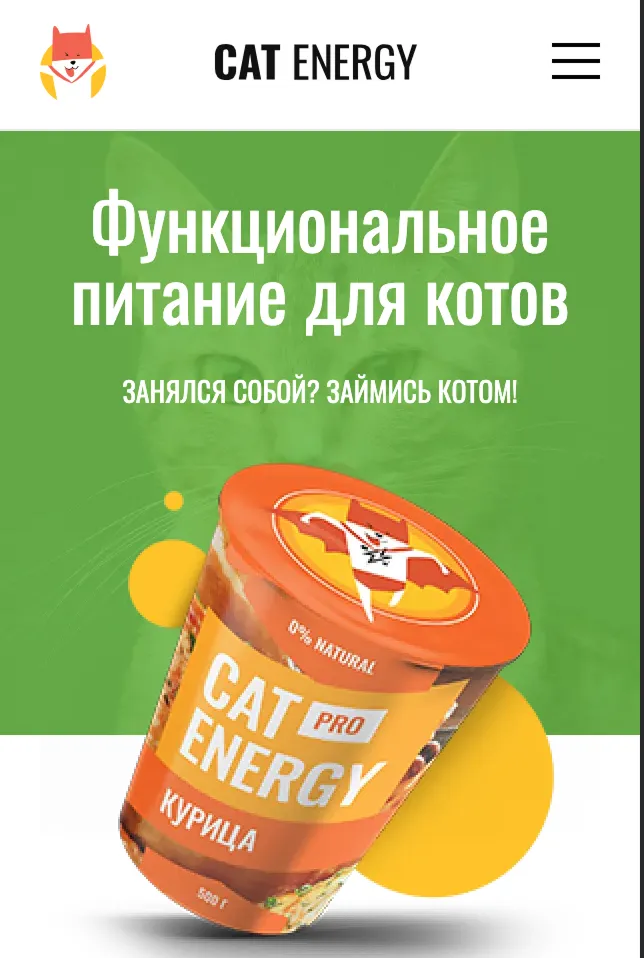 CAT ENERGY
Функциональное
питание для котов
ЗАНЯЛСЯ СОБОЙ? ЗАЙМИСЬ КОТОМ!
0% NATURAL
CAT PRO
ENERGY
КУРИЦА
500 г